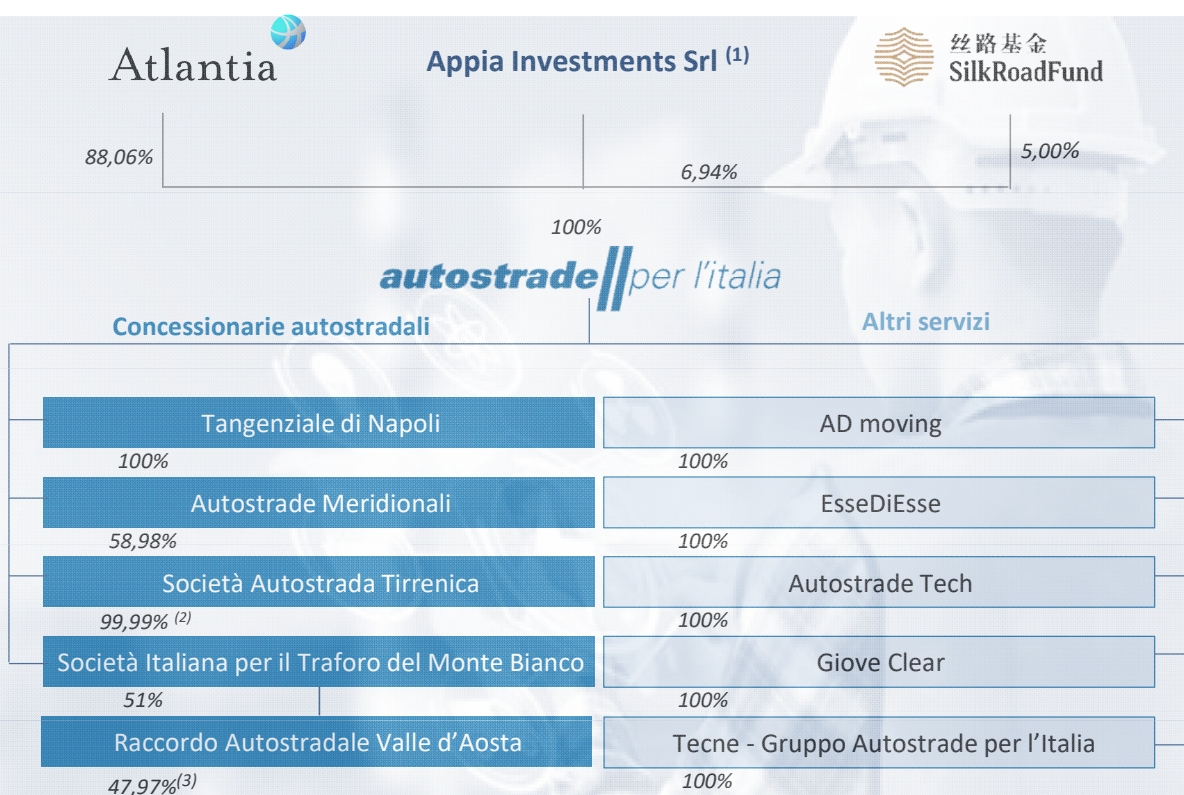 Atlantia
Appia Investments Srl (1)
丝路基金
SilkRoadFund
88,06%
6,94%
5,00%
100%
autostrade per l'italia
Concessionarie autostradali
Altri servizi
Tangenziale di Napoli
AD moving
100%
100%
Autostrade Meridionali
EsseDiEsse
58,98%
100%
Società Autostrada Tirrenica
Autostrade Tech
99,99% (2)
100%
Società Italiana per il Traforo del Monte Bianco
Giove Clear
51%
100%
Raccordo Autostradale Valle d'Aosta
Tecne - Gruppo Autostrade per l'Italia
47,97%(3)
100%